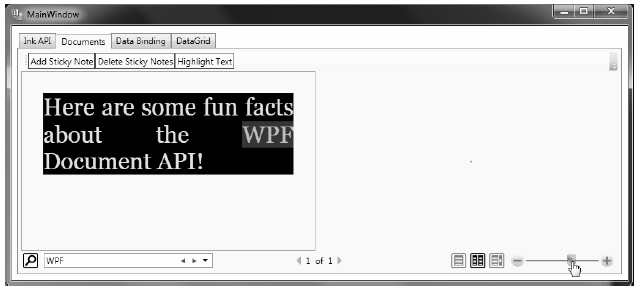 MainWindow
Ink API Documents Data Binding DataGrid
Add Sticky Note Delete Sticky Notes Highlight Text
Here are some fun facts
about the WPF
Document API!
WPF 1 of 1